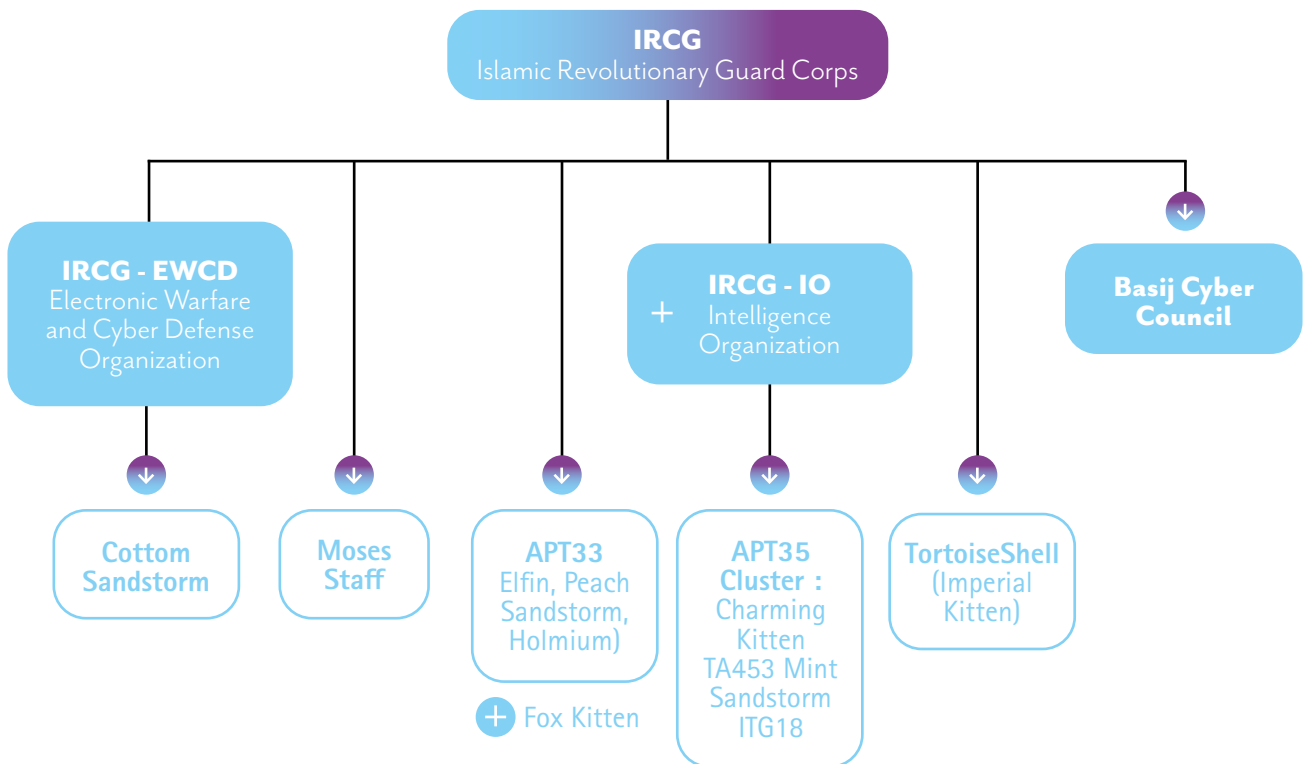 IRCG
Islamic Revolutionary Guard Corps
IRCG - EWCD
Electronic Warfare
and Cyber Defense
Organization
+
IRCG - IO
Intelligence
Organization
Basij Cyber
Council
Cottom
Sandstorm
Moses
Staff
APT33
Elfin, Peach
Sandstorm,
Holmium)
+ Fox Kitten
APT35
Cluster :
Charming
Kitten
TA453 Mint
Sandstorm
ITG18
TortoiseShell
(Imperial
Kitten)